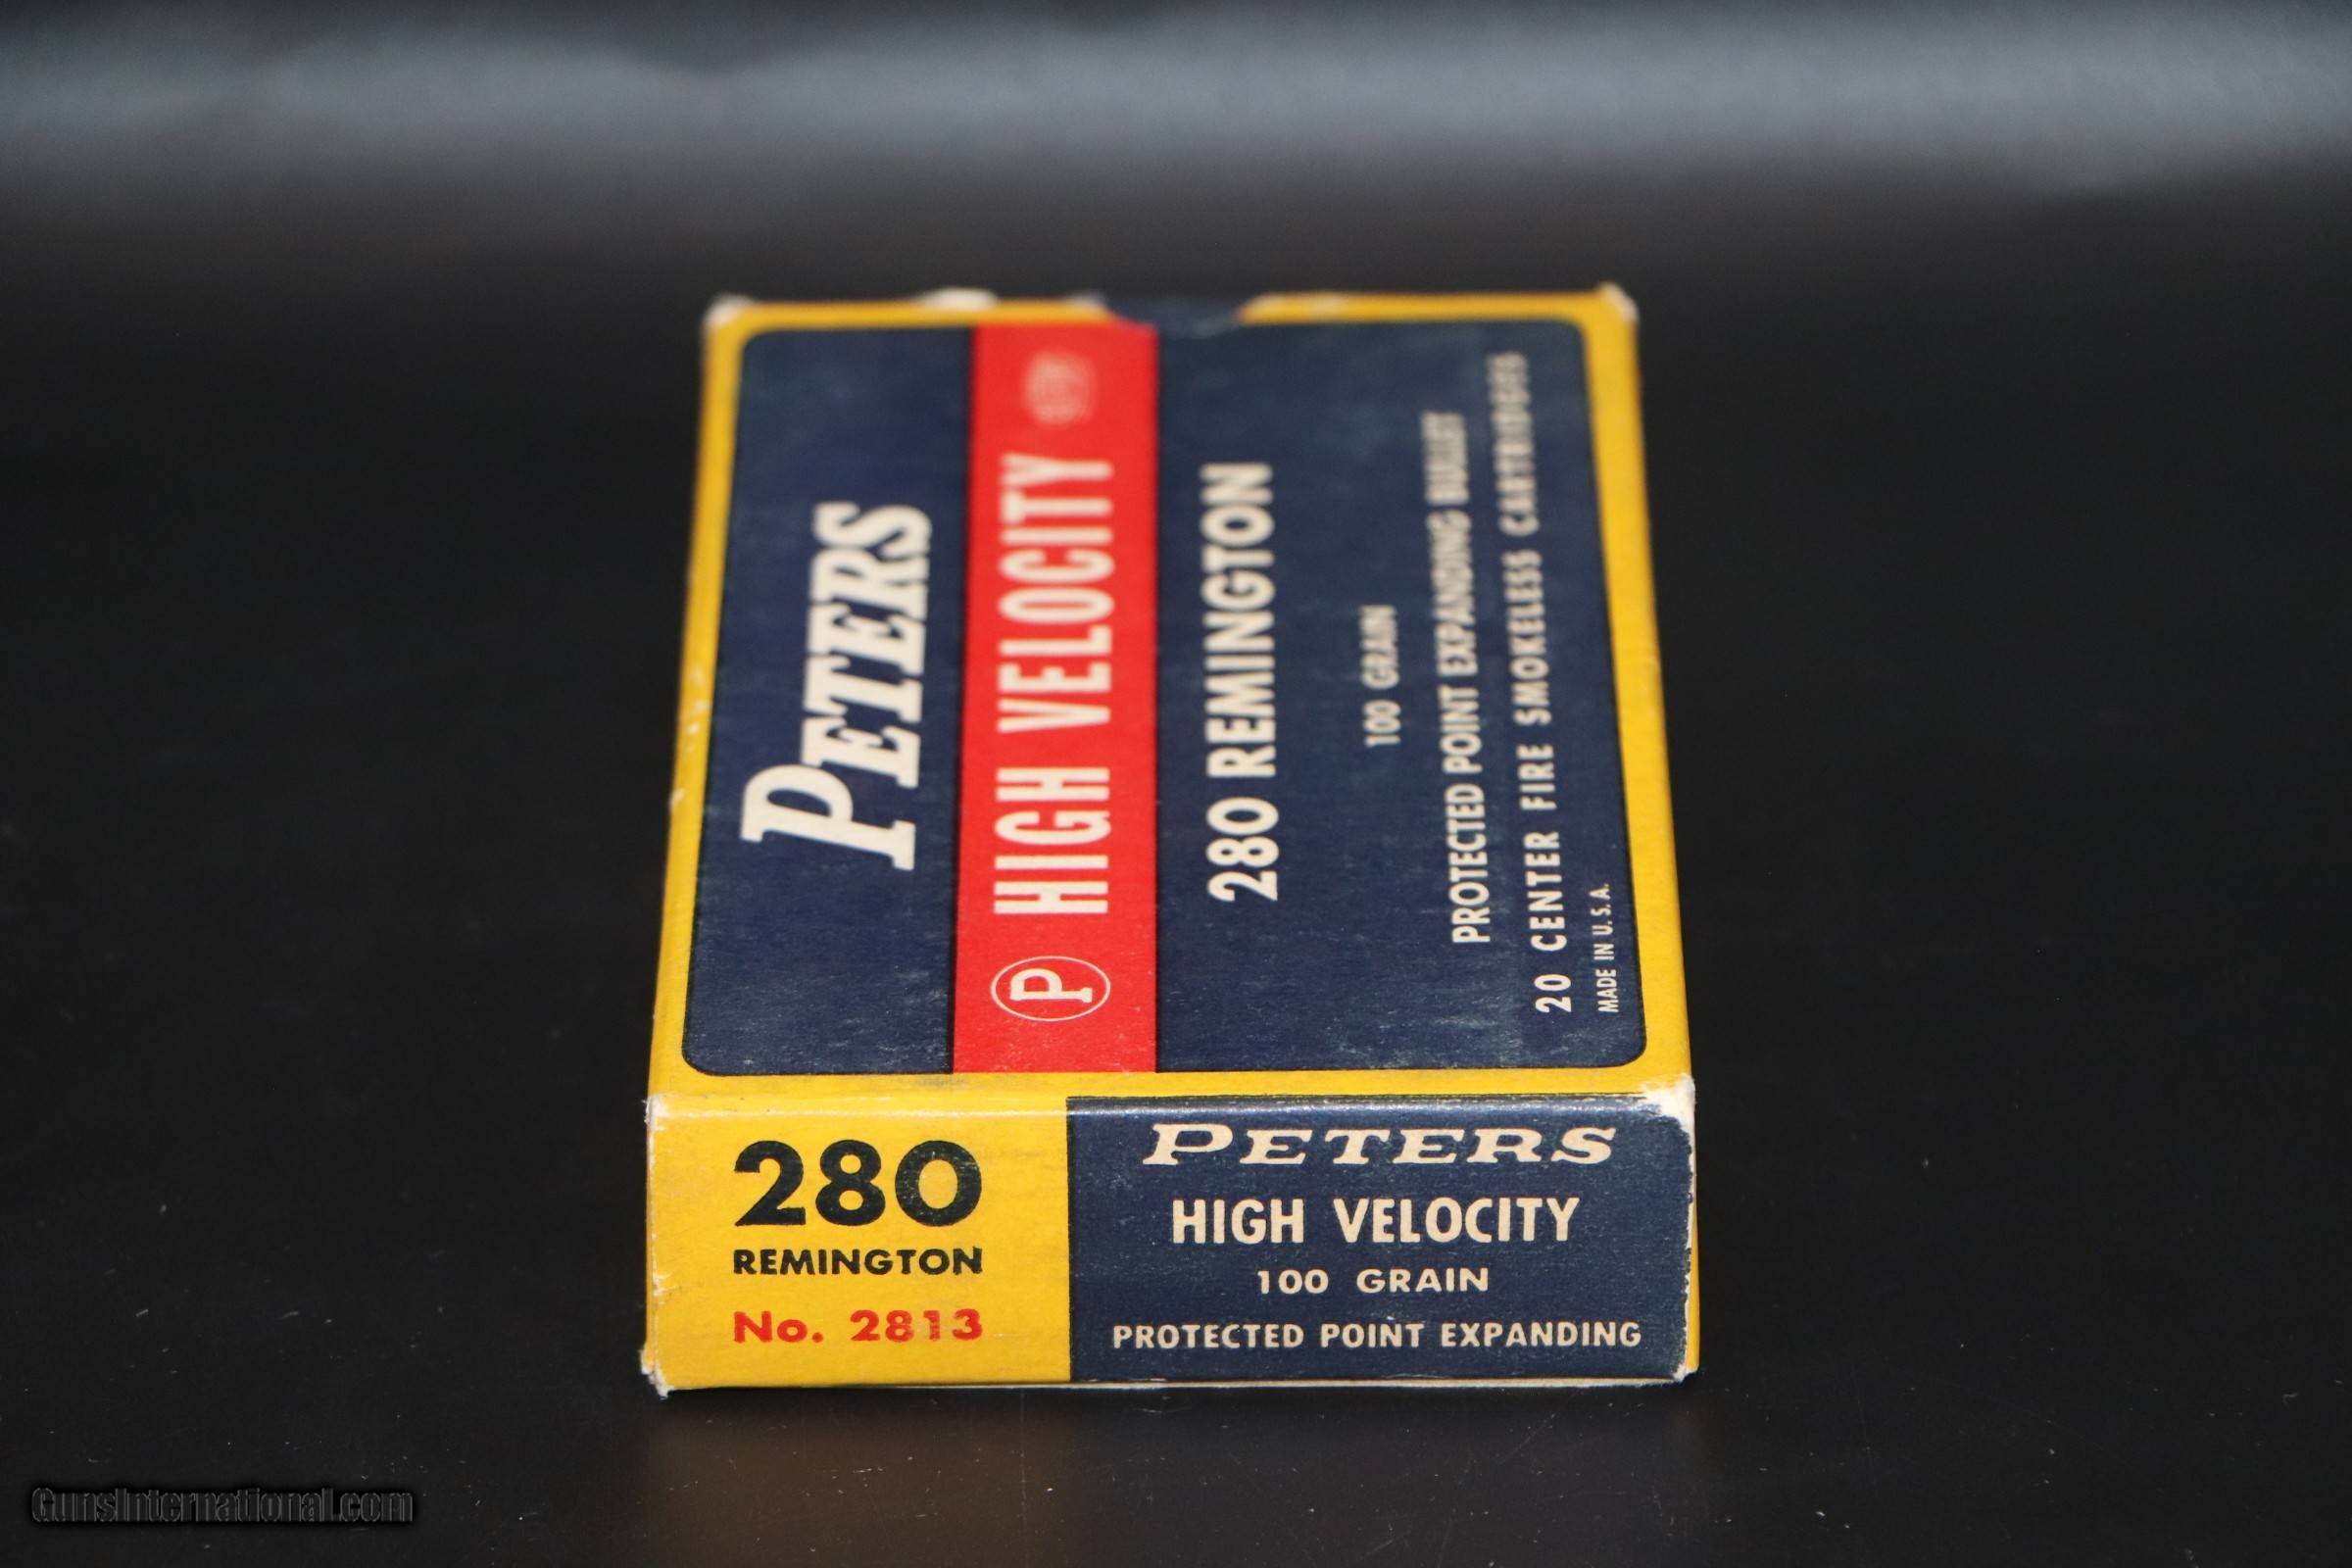 PETERS
P HIGH VELOCITY
280 REMINGTON
100 GRAIN
PROTECTED POINT EXPANDING BULLET
20 CENTER FIRE SMOKELESS CARTRIDGES
MADE IN U.S.A.
280
REMINGTON
No. 2813
PETERS
HIGH VELOCITY
100 GRAIN
PROTECTED POINT EXPANDING
GunsInternational.com